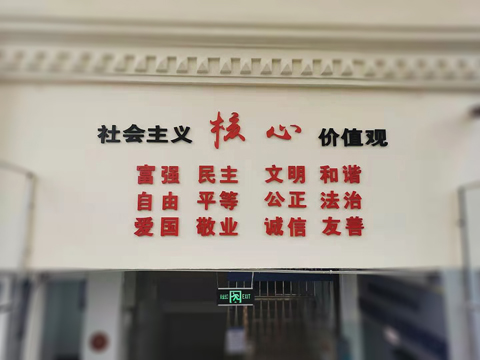 社会主义 核心 价值观
富强 民主 文明 和谐
自由 平等 公正 法治
爱国 敬业 诚信 友善
EXIT